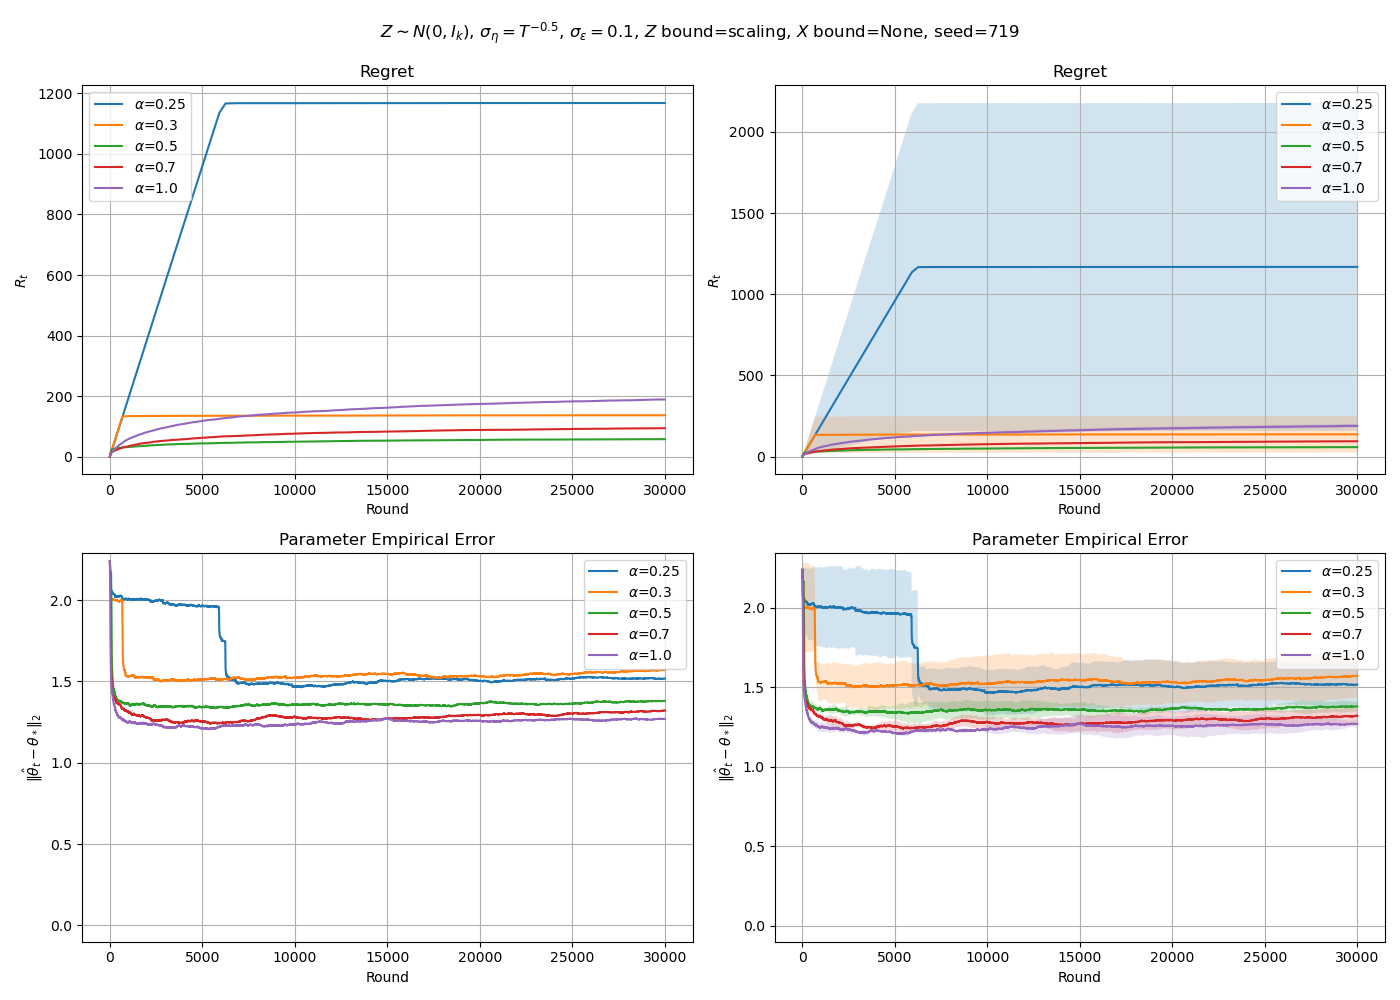 Z ∼ N(0, I_k), σ_η = T^{−0.5}, σ_ε = 0.1, Z bound=scaling, X bound=None, seed=719
Regret
R_t
1200
1000
800
600
400
200
0
α=0.25
α=0.3
α=0.5
α=0.7
α=1.0
0 5000 10000 15000 20000 25000 30000
Round
Regret
R_t
2000
1500
1000
500
0
α=0.25
α=0.3
α=0.5
α=0.7
α=1.0
0 5000 10000 15000 20000 25000 30000
Round
Parameter Empirical Error
‖θ̂_t − θ_*‖_2
2.0
1.5
1.0
0.5
0.0
α=0.25
α=0.3
α=0.5
α=0.7
α=1.0
0 5000 10000 15000 20000 25000 30000
Round
Parameter Empirical Error
‖θ̂_t − θ_*‖_2
2.0
1.5
1.0
0.5
0.0
α=0.25
α=0.3
α=0.5
α=0.7
α=1.0
0 5000 10000 15000 20000 25000 30000
Round